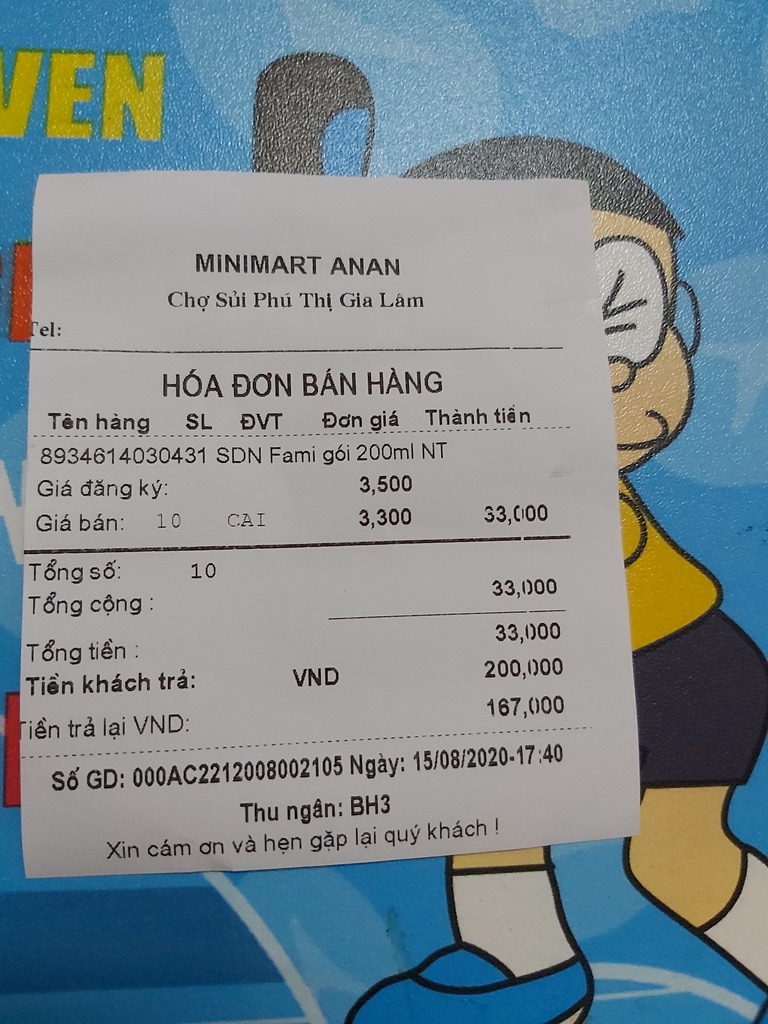 VEN
MINIMART ANAN
Chợ Sủi Phú Thị Gia Lâm
Tel:
HÓA ĐƠN BÁN HÀNG
Tên hàng SL ĐVT Đơn giá Thành tiền
8934614030431 SDN Fami gói 200ml NT
Giá đăng ký: 3,500
Giá bán: 10 CAI 3,300 33,000
Tổng số: 10
Tổng cộng : 33,000
Tổng tiền : 33,000
Tiền khách trả: VND 200,000
Tiền trả lại VND: 167,000
Số GD: 000AC2212008002105 Ngày: 15/08/2020-17:40
Thu ngân: BH3
Xin cám ơn và hẹn gặp lại quý khách !